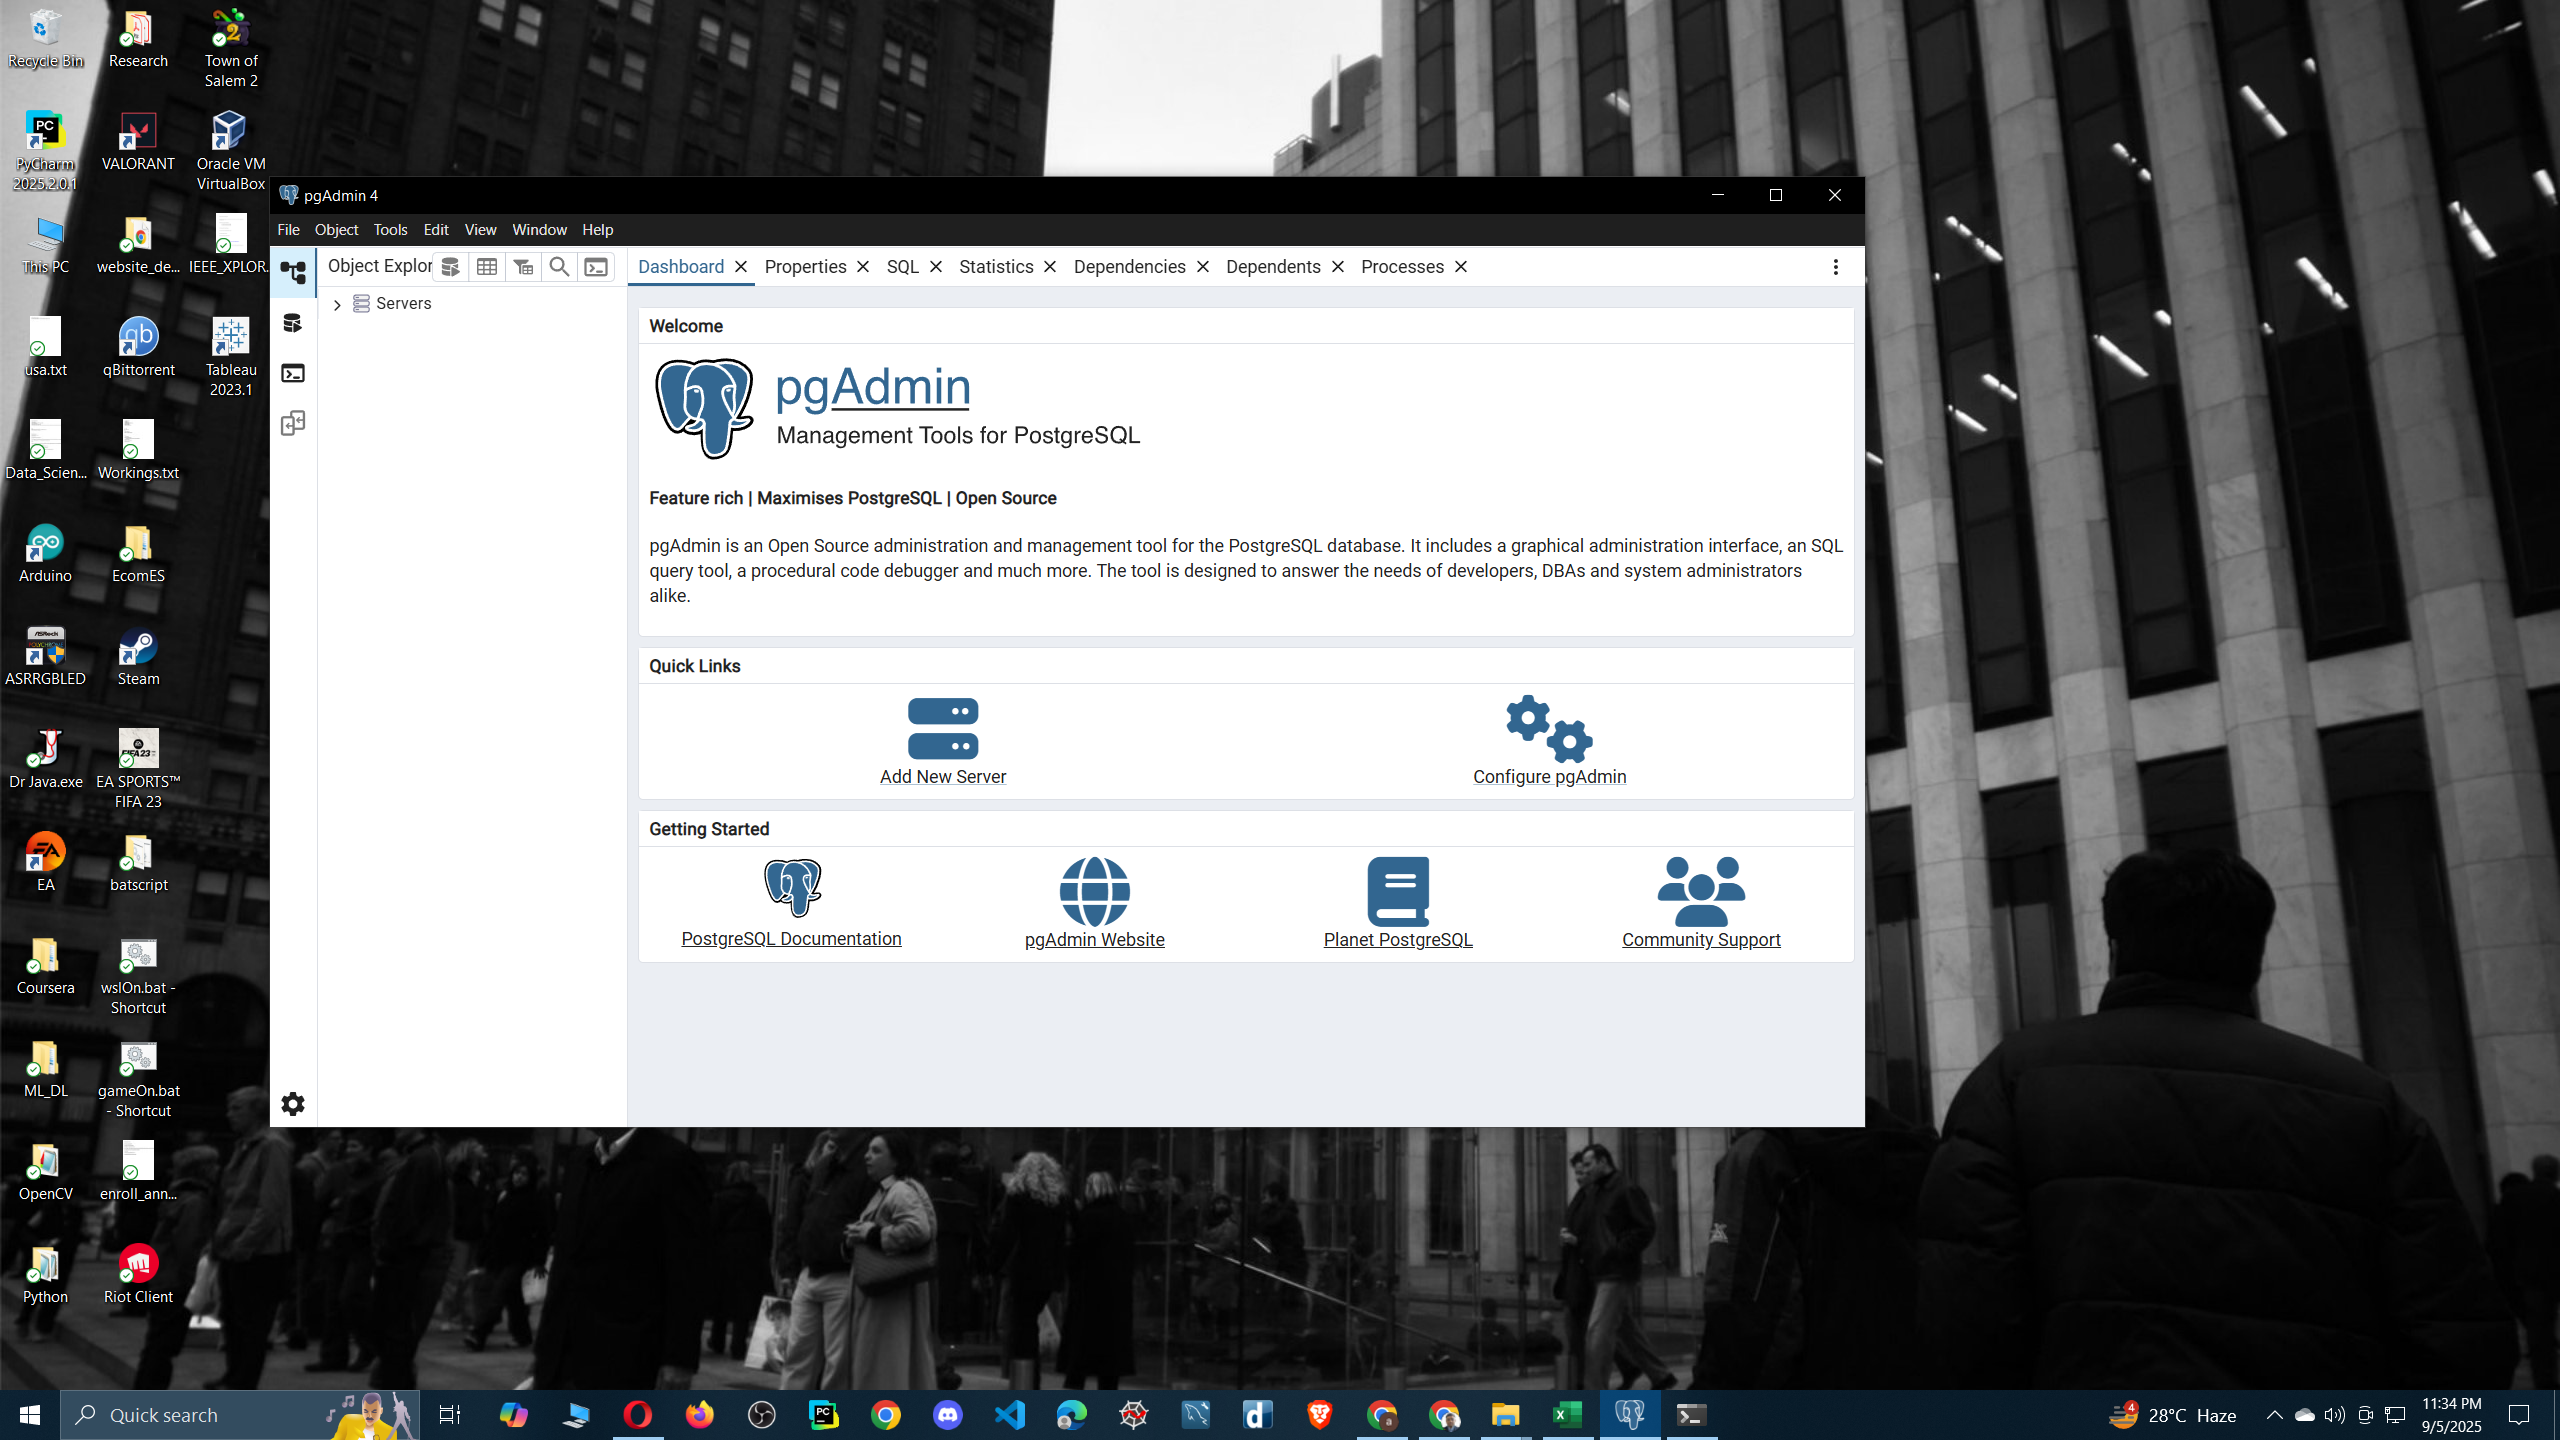 Recycle Bin
Research
Town of
Salem 2
PyCharm
2025.2.0.1
VALORANT
Oracle VM
VirtualBox
This PC
website_de...
IEEE_XPLOR...
usa.txt
qBittorrent
Tableau
2023.1
Data_Scien...
Workings.txt
Arduino
EcomES
ASRRGBLED
Steam
Dr Java.exe
EA SPORTS™
FIFA 23
EA
batscript
Coursera
wslOn.bat -
Shortcut
ML_DL
gameOn.bat
- Shortcut
OpenCV
enroll_ann...
Python
Riot Client
pgAdmin 4
File Object Tools Edit View Window Help
Object Explor
Dashboard Properties SQL Statistics Dependencies Dependents Processes
Servers
Welcome
pgAdmin
Management Tools for PostgreSQL
Feature rich | Maximises PostgreSQL | Open Source
pgAdmin is an Open Source administration and management tool for the PostgreSQL database. It includes a graphical administration interface, an SQL
query tool, a procedural code debugger and much more. The tool is designed to answer the needs of developers, DBAs and system administrators
alike.
Quick Links
Add New Server
Configure pgAdmin
Getting Started
PostgreSQL Documentation
pgAdmin Website
Planet PostgreSQL
Community Support
Quick search
4
28°C Haze
11:34 PM
9/5/2025